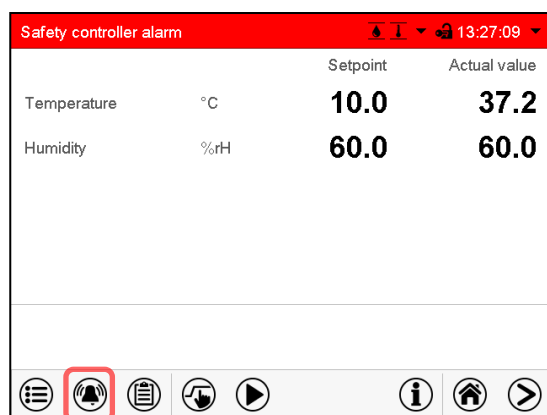 Safety controller alarm 13:27:09
Setpoint Actual value
Temperature °C 10.0 37.2
Humidity %rH 60.0 60.0